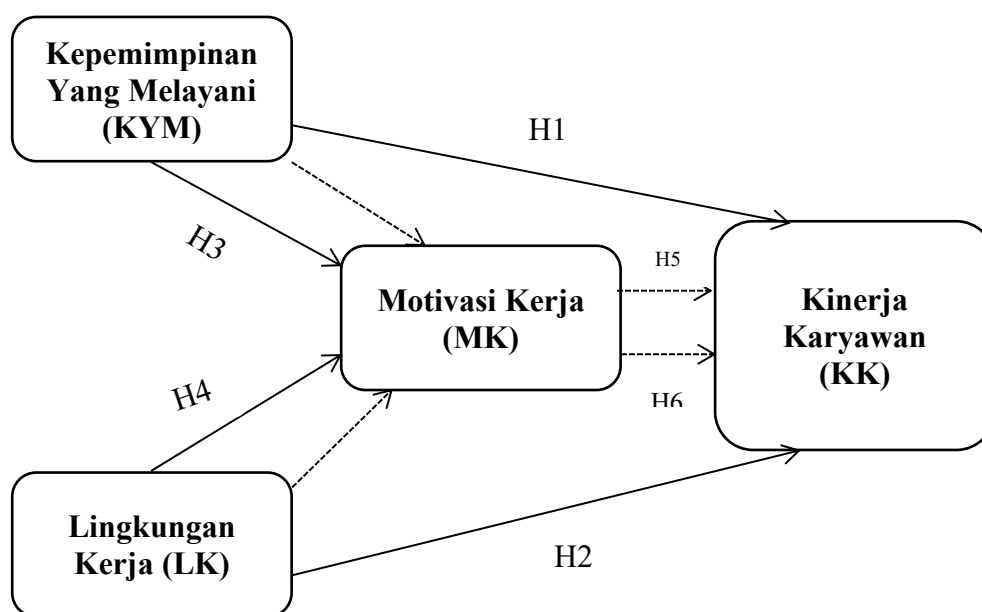 Kepemimpinan
Yang Melayani
(KYM)
H1
H3
H5
Motivasi Kerja
(MK)
Kinerja
Karyawan
(KK)
H4
H6
Lingkungan
Kerja (LK)
H2